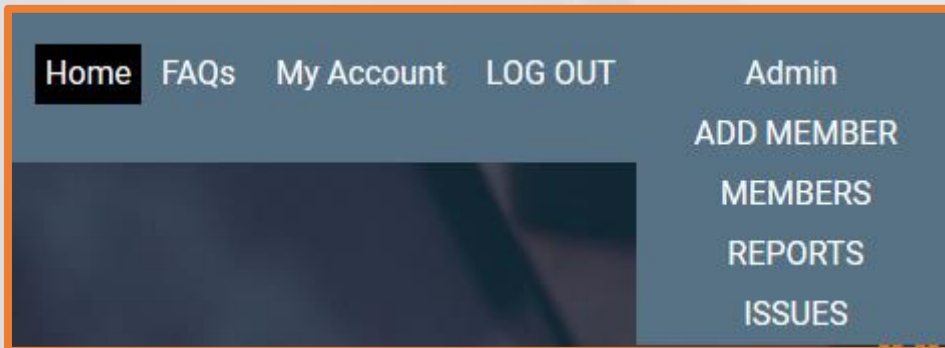 Home FAQs My Account LOG OUT Admin
ADD MEMBER
MEMBERS
REPORTS
ISSUES